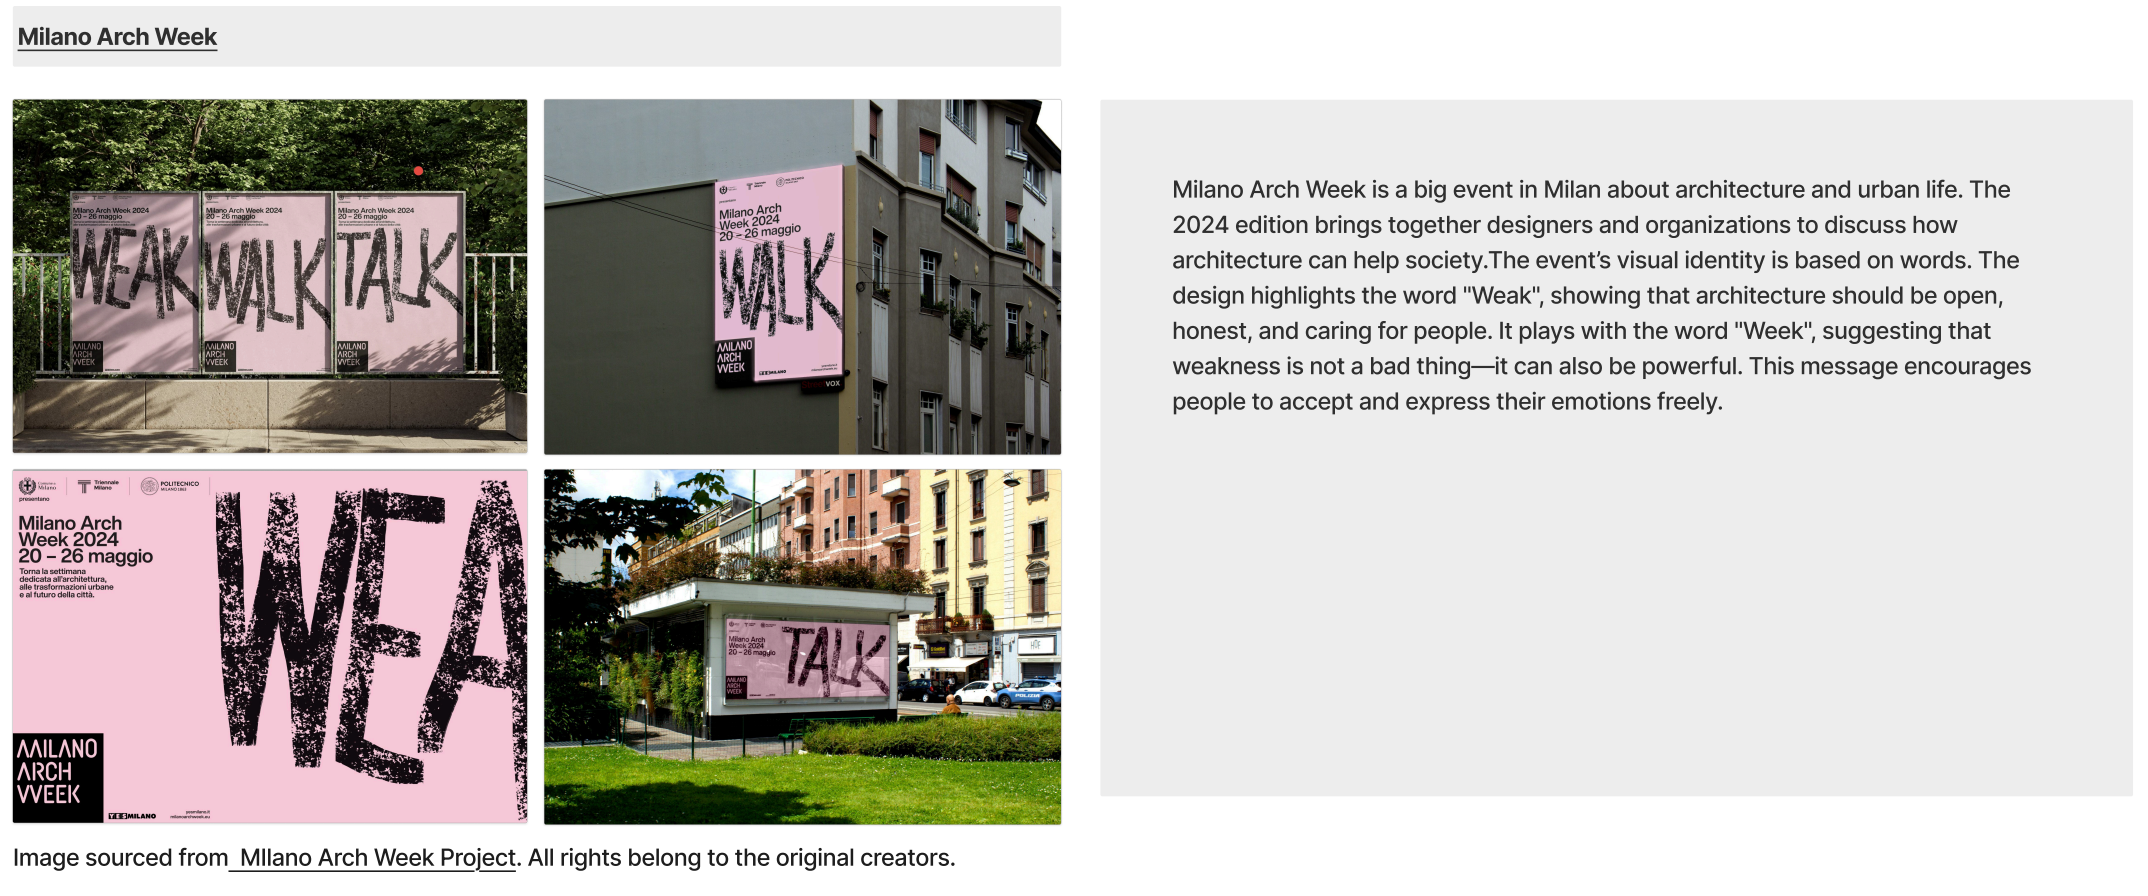 Milano Arch Week
Milano Arch Week 2024
20 – 26 maggio
WEAK
MILANO
ARCH
WEEK
Milano Arch Week 2024
20 – 26 maggio
WALK
MILANO
ARCH
WEEK
Milano Arch Week 2024
20 – 26 maggio
TALK
MILANO
ARCH
WEEK
Milano Arch
Week 2024
20 – 26 maggio
WALK
MILANO
ARCH
WEEK
YESMILANO
VOX
Milano Arch Week is a big event in Milan about architecture and urban life. The
2024 edition brings together designers and organizations to discuss how
architecture can help society.The event’s visual identity is based on words. The
design highlights the word "Weak", showing that architecture should be open,
honest, and caring for people. It plays with the word "Week", suggesting that
weakness is not a bad thing—it can also be powerful. This message encourages
people to accept and express their emotions freely.
Comune di
Milano
Triennale
Milano
POLITECNICO
MILANO 1863
presentano
Milano Arch
Week 2024
20 – 26 maggio
Torna la settimana
dedicata all'architettura,
alle trasformazioni urbane
e al futuro della città.
WEA
MILANO
ARCH
WEEK
YESMILANO
yesmilano.it
milanoarchweek.eu
Milano Arch
Week 2024
20 – 26 maggio
TALK
MILANO
ARCH
WEEK
POLIZIA
Image sourced from MIlano Arch Week Project. All rights belong to the original creators.